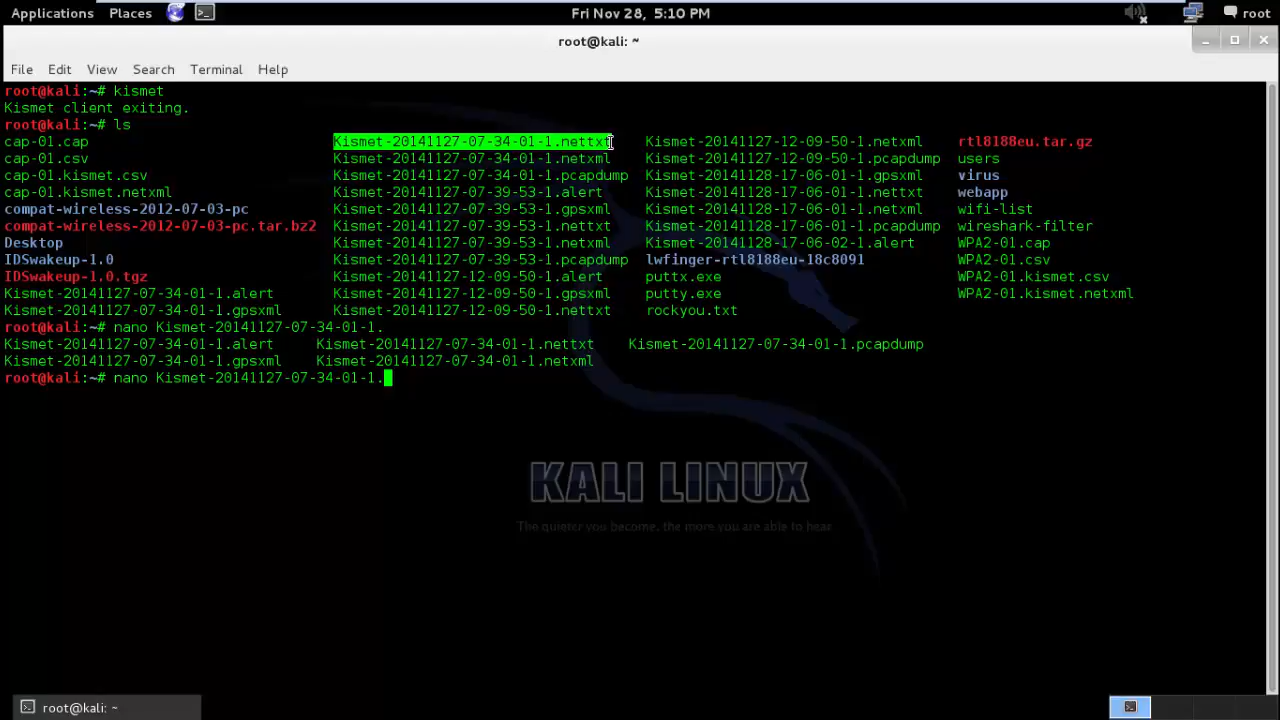 Applications Places Fri Nov 28, 5:10 PM root
root@kali: ~
File Edit View Search Terminal Help
root@kali:~# kismet
Kismet client exiting.
root@kali:~# ls
cap-01.cap Kismet-20141127-07-34-01-1.nettxt Kismet-20141127-12-09-50-1.netxml rtl8188eu.tar.gz
cap-01.csv Kismet-20141127-07-34-01-1.netxml Kismet-20141127-12-09-50-1.pcapdump users
cap-01.kismet.csv Kismet-20141127-07-34-01-1.pcapdump Kismet-20141128-17-06-01-1.gpsxml virus
cap-01.kismet.netxml Kismet-20141127-07-39-53-1.alert Kismet-20141128-17-06-01-1.nettxt webapp
compat-wireless-2012-07-03-pc Kismet-20141127-07-39-53-1.gpsxml Kismet-20141128-17-06-01-1.netxml wifi-list
compat-wireless-2012-07-03-pc.tar.bz2 Kismet-20141127-07-39-53-1.nettxt Kismet-20141128-17-06-01-1.pcapdump wireshark-filter
Desktop Kismet-20141127-07-39-53-1.netxml Kismet-20141128-17-06-02-1.alert WPA2-01.cap
IDSwakeup-1.0 Kismet-20141127-07-39-53-1.pcapdump lwfinger-rtl8188eu-18c8091 WPA2-01.csv
IDSwakeup-1.0.tgz Kismet-20141127-12-09-50-1.alert puttx.exe WPA2-01.kismet.csv
Kismet-20141127-07-34-01-1.alert Kismet-20141127-12-09-50-1.gpsxml putty.exe WPA2-01.kismet.netxml
Kismet-20141127-07-34-01-1.gpsxml Kismet-20141127-12-09-50-1.nettxt rockyou.txt
root@kali:~# nano Kismet-20141127-07-34-01-1.
Kismet-20141127-07-34-01-1.alert Kismet-20141127-07-34-01-1.nettxt Kismet-20141127-07-34-01-1.pcapdump
Kismet-20141127-07-34-01-1.gpsxml Kismet-20141127-07-34-01-1.netxml
root@kali:~# nano Kismet-20141127-07-34-01-1.
KALI LINUX
The quieter you become, the more you are able to hear
root@kali: ~